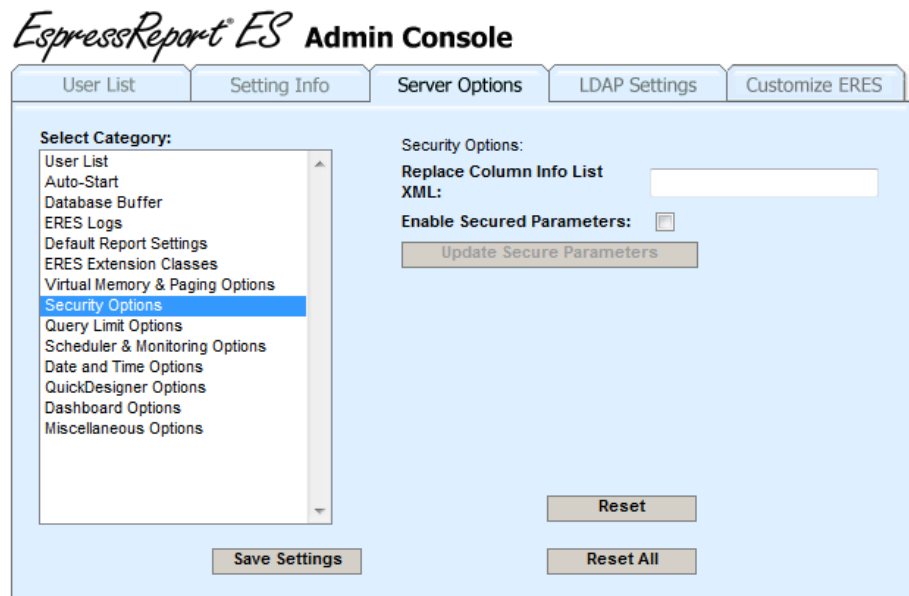 EspressReport® ES Admin Console
User List
Setting Info
Server Options
LDAP Settings
Customize ERES
Select Category:
User List
Auto-Start
Database Buffer
ERES Logs
Default Report Settings
ERES Extension Classes
Virtual Memory & Paging Options
Security Options
Query Limit Options
Scheduler & Monitoring Options
Date and Time Options
QuickDesigner Options
Dashboard Options
Miscellaneous Options
Security Options:
Replace Column Info List
XML:
Enable Secured Parameters:
Update Secure Parameters
Reset
Save Settings
Reset All